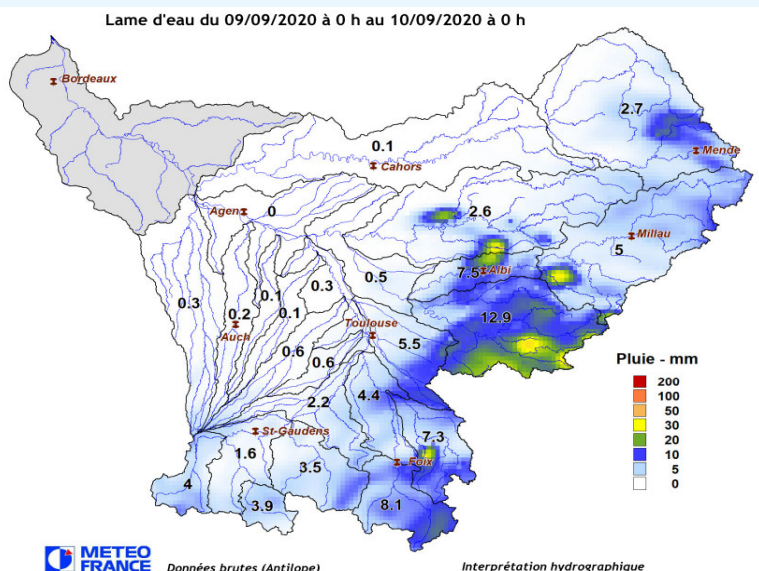 Lame d'eau du 09/09/2020 à 0 h au 10/09/2020 à 0 h
Bordeaux
2.7
0.1
Mende
Cahors
Agen
0
2.6
Millau
5
7.5
Albi
0.5
0.3
0.3
0.1
0.2
0.1
12.9
Auch
Toulouse
5.5
0.6
0.6
Pluie - mm
200
100
50
30
20
10
5
0
4.4
2.2
St-Gaudens
7.3
1.6
3.5
Foix
4
3.9
8.1
METEO
FRANCE
Données brutes (Antilope)
Interprétation hydrographique